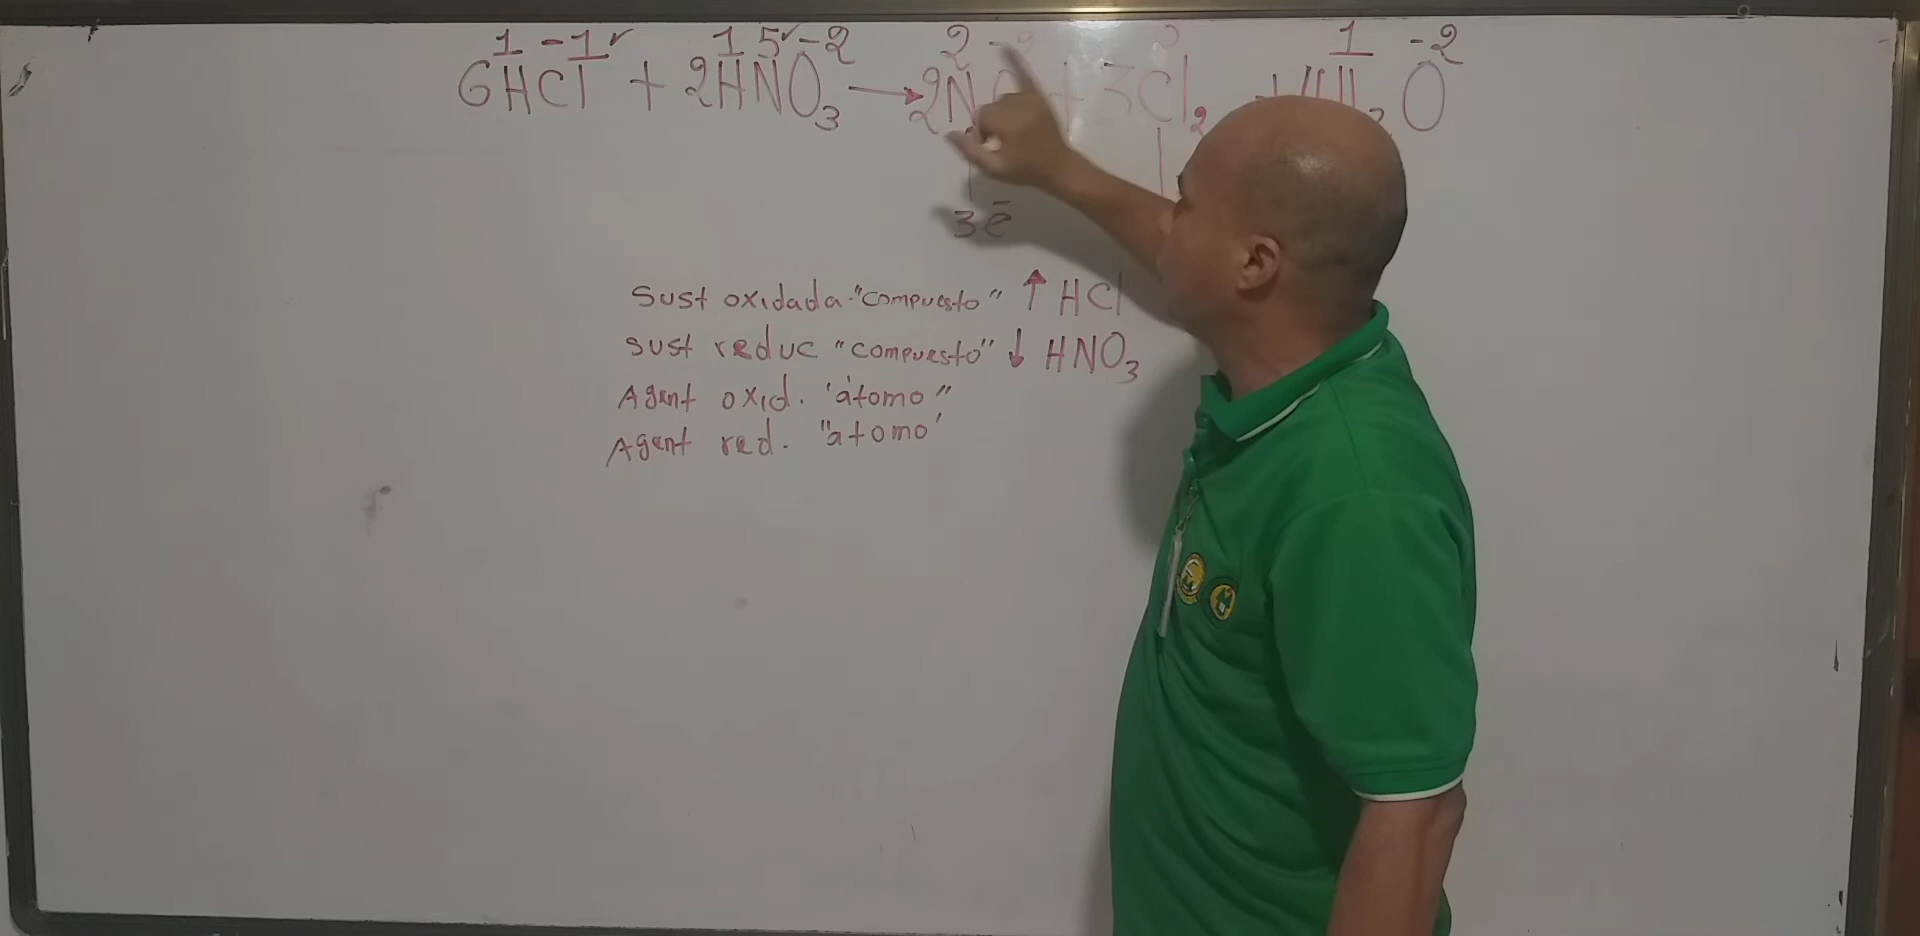 1 -1 1 5 -2 2 - 1 -2
6HCl + 2HNO3 → 2N + 3Cl2 + H2O
3ē
Sust oxidada "compuesto" ↑ HCl
sust reduc "compuesto" ↓ HNO3
Agent oxid. "átomo"
Agent red. "atomo"